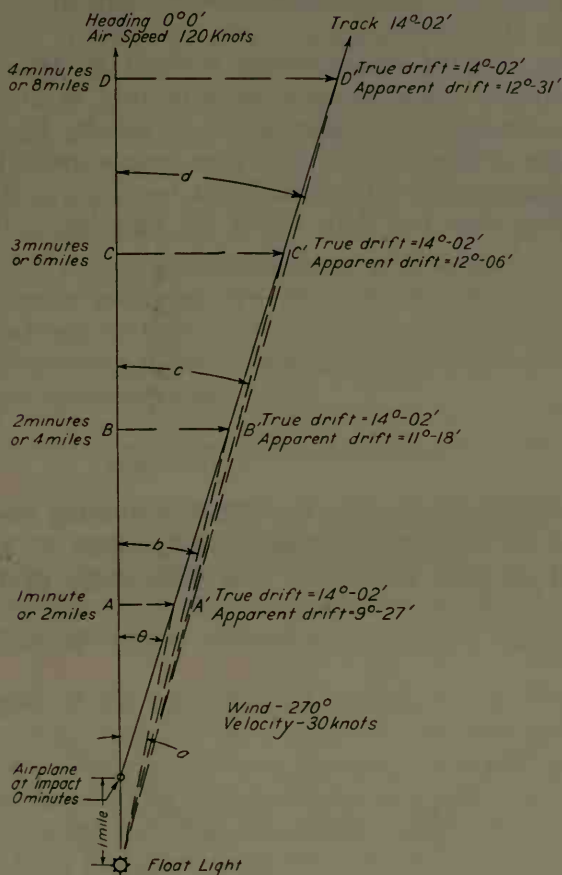 Heading 0°0'
Air Speed 120 Knots
Track 14°-02'
4 minutes
or 8 miles
D
D' True drift = 14°-02'
Apparent drift = 12°-31'
d
3 minutes
or 6 miles
C
C' True drift = 14°-02'
Apparent drift = 12°-06'
c
2 minutes
or 4 miles
B
B' True drift = 14°-02'
Apparent drift = 11°-18'
b
1 minute
or 2 miles
A
A' True drift = 14°-02'
Apparent drift = 9°-27'
θ
Wind - 270°
Velocity - 30 knots
a
Airplane
at impact
0 minutes
1 mile
Float Light